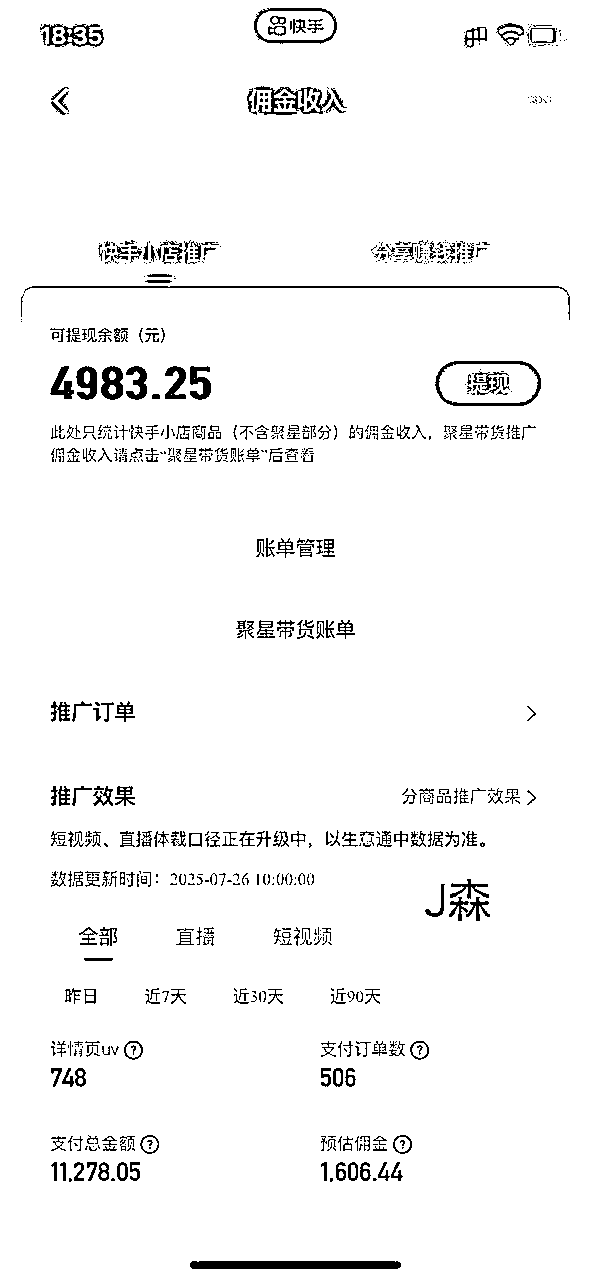 18:35
快手
佣金收入
快手小店推广
分享赚钱推广
可提现余额（元）
4983.25
提现
此处只统计快手小店商品（不含聚星部分）的佣金收入，聚星带货推广
佣金收入请点击“聚星带货账单”后查看
账单管理
聚星带货账单
推广订单
推广效果
分商品推广效果
短视频、直播体裁口径正在升级中，以生意通中数据为准。
数据更新时间：2025-07-26 10:00:00
J森
全部
直播
短视频
昨日
近7天
近30天
近90天
详情页uv
支付订单数
748
506
支付总金额
预估佣金
11,278.05
1,606.44